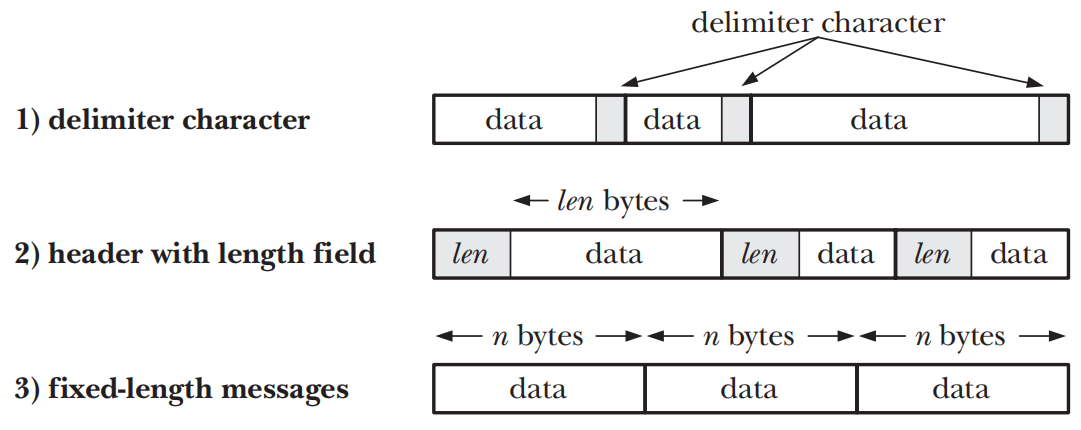 delimiter character
1) delimiter character data data data
len bytes
2) header with length field len data len data len data
n bytes n bytes n bytes
3) fixed-length messages data data data